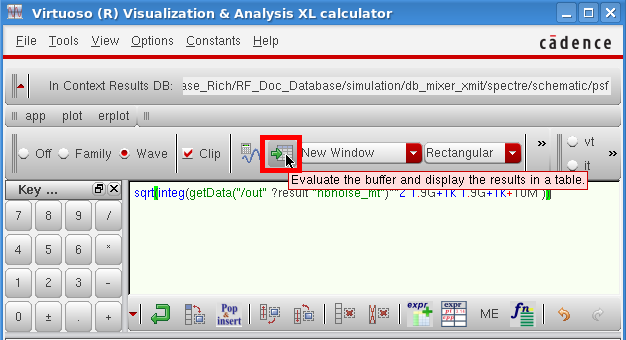 Virtuoso (R) Visualization & Analysis XL calculator
File Tools View Options Constants Help
cādence
In Context Results DB: ase_Rich/RF_Doc_Database/simulation/db_mixer_xmit/spectre/schematic/psf
app plot erplot
Off Family Wave Clip New Window Rectangular » vt
» it
Evaluate the buffer and display the results in a table.
Key ...
sqrt(integ(getData("/out" ?result "hbnoise_mt")**2 1.9G+1K 1.9G+1K+10M ))
7 8 9 /
4 5 6 *
1 2 3 -
0 ± . +
Pop & insert
expr
expr
ME
fn
»